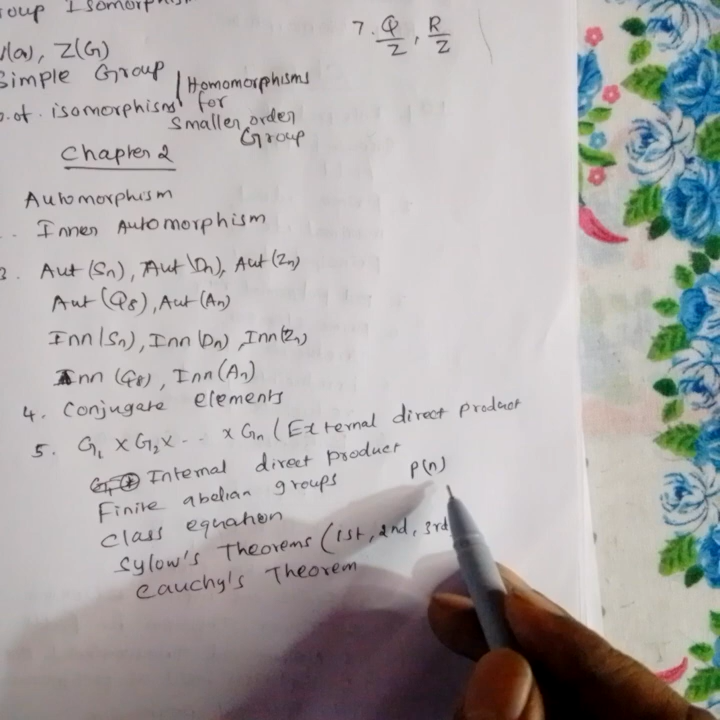 oup Isomorphism
7. Q/Z, R/Z
(a), Z(G)
Simple Group
o.of. isomorphism Homomorphisms
for
Smaller order
Group
Chapter 2
Automorphism
Inner Automorphism
3. Aut (Sn), Aut (Dn), Aut (Zn)
Aut (Q8), Aut (An)
Inn (Sn), Inn (Dn), Inn (Zn)
Inn (Q8), Inn (An)
4. Conjugate elements
5. G1 X G2 X .. X Gn (External direct product
Internal direct product
Finite abelian groups P(n)
Class equation
Sylow's Theorems (1st, 2nd, 3rd
Cauchy's Theorem